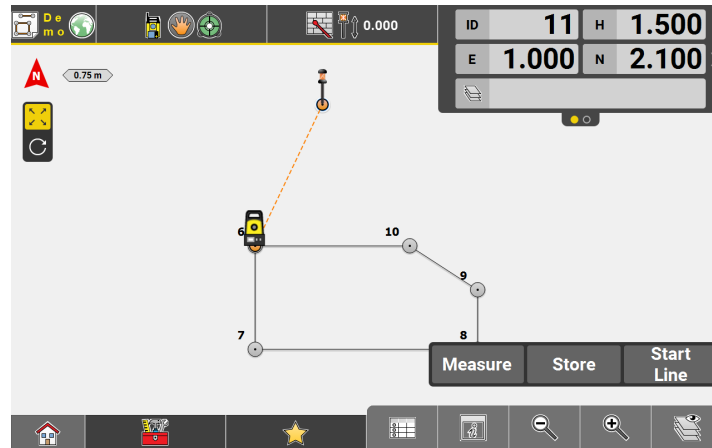 De
mo
0.000
ID 11 H 1.500
E 1.000 N 2.100
N
0.75 m
6
10
9
7
8
Measure Store Start
Line